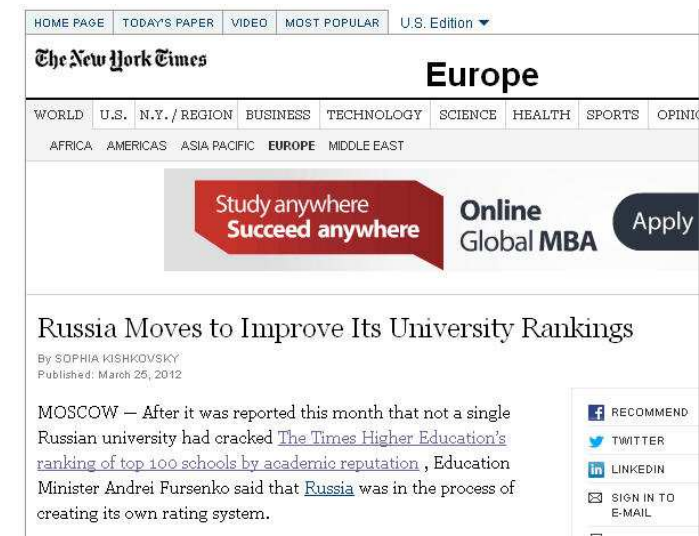 HOME PAGE TODAY'S PAPER VIDEO MOST POPULAR U.S. Edition
The New York Times
Europe
WORLD U.S. N.Y. / REGION BUSINESS TECHNOLOGY SCIENCE HEALTH SPORTS
AFRICA AMERICAS ASIA PACIFIC EUROPE MIDDLE EAST
Study anywhere
Succeed anywhere
Online
Global MBA
Apply
Russia Moves to Improve Its University Rankings
By SOPHIA KISHKOVSKY
Published: March 25, 2012
MOSCOW — After it was reported this month that not a single
Russian university had cracked The Times Higher Education's
ranking of top 100 schools by academic reputation , Education
Minister Andrei Fursenko said that Russia was in the process of
creating its own rating system.
RECOMMEND
TWITTER
LINKEDIN
SIGN IN TO
E-MAIL